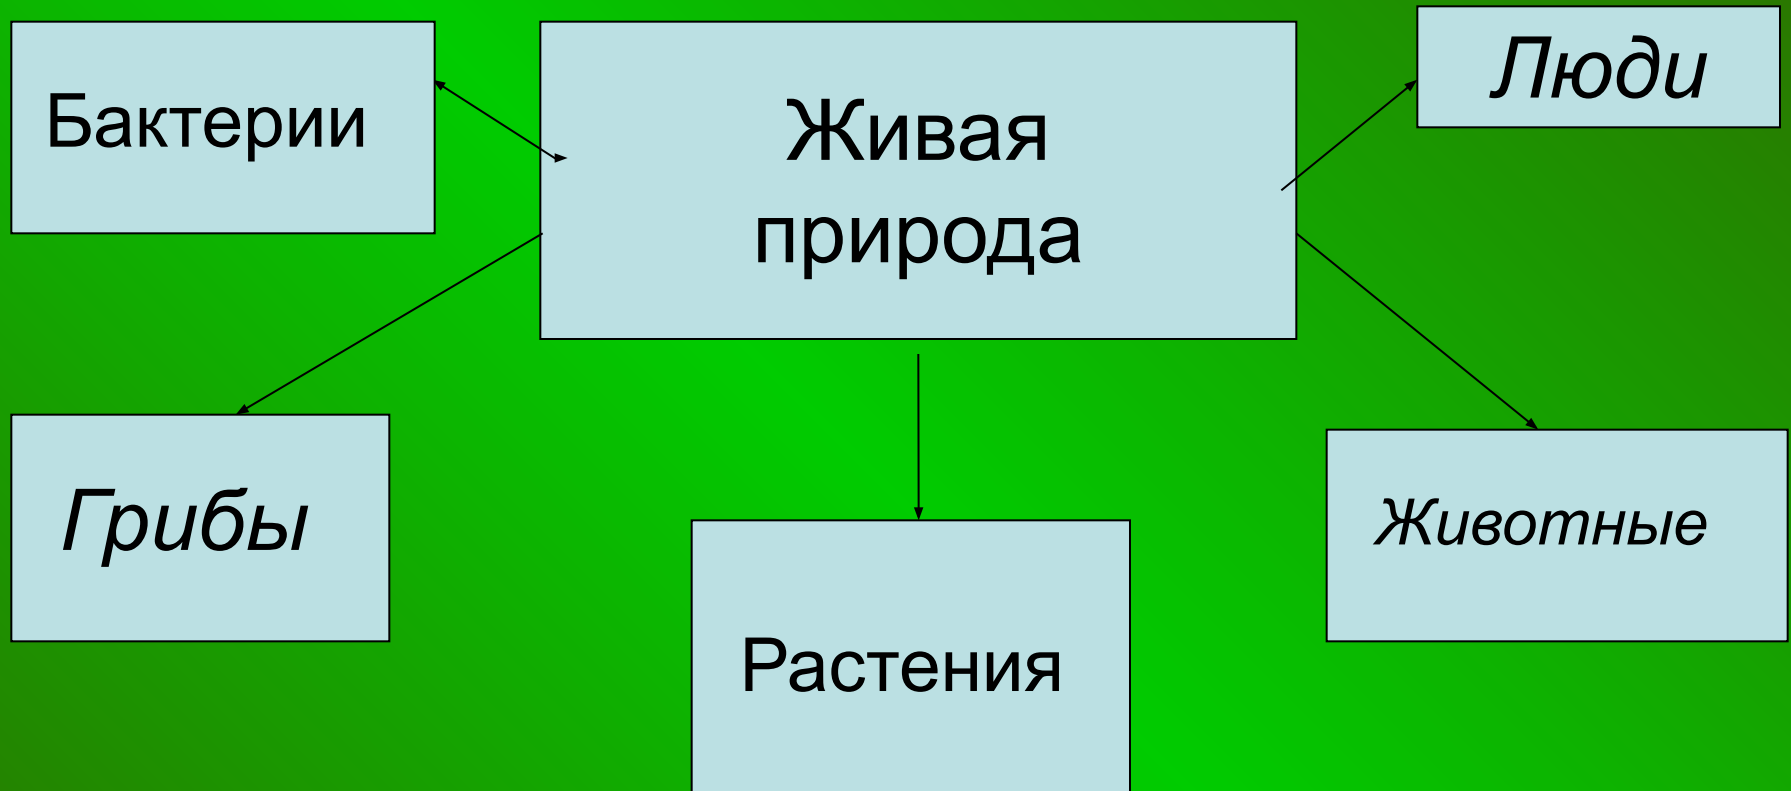 Бактерии
Живая
природа
Люди
Грибы
Животные
Растения